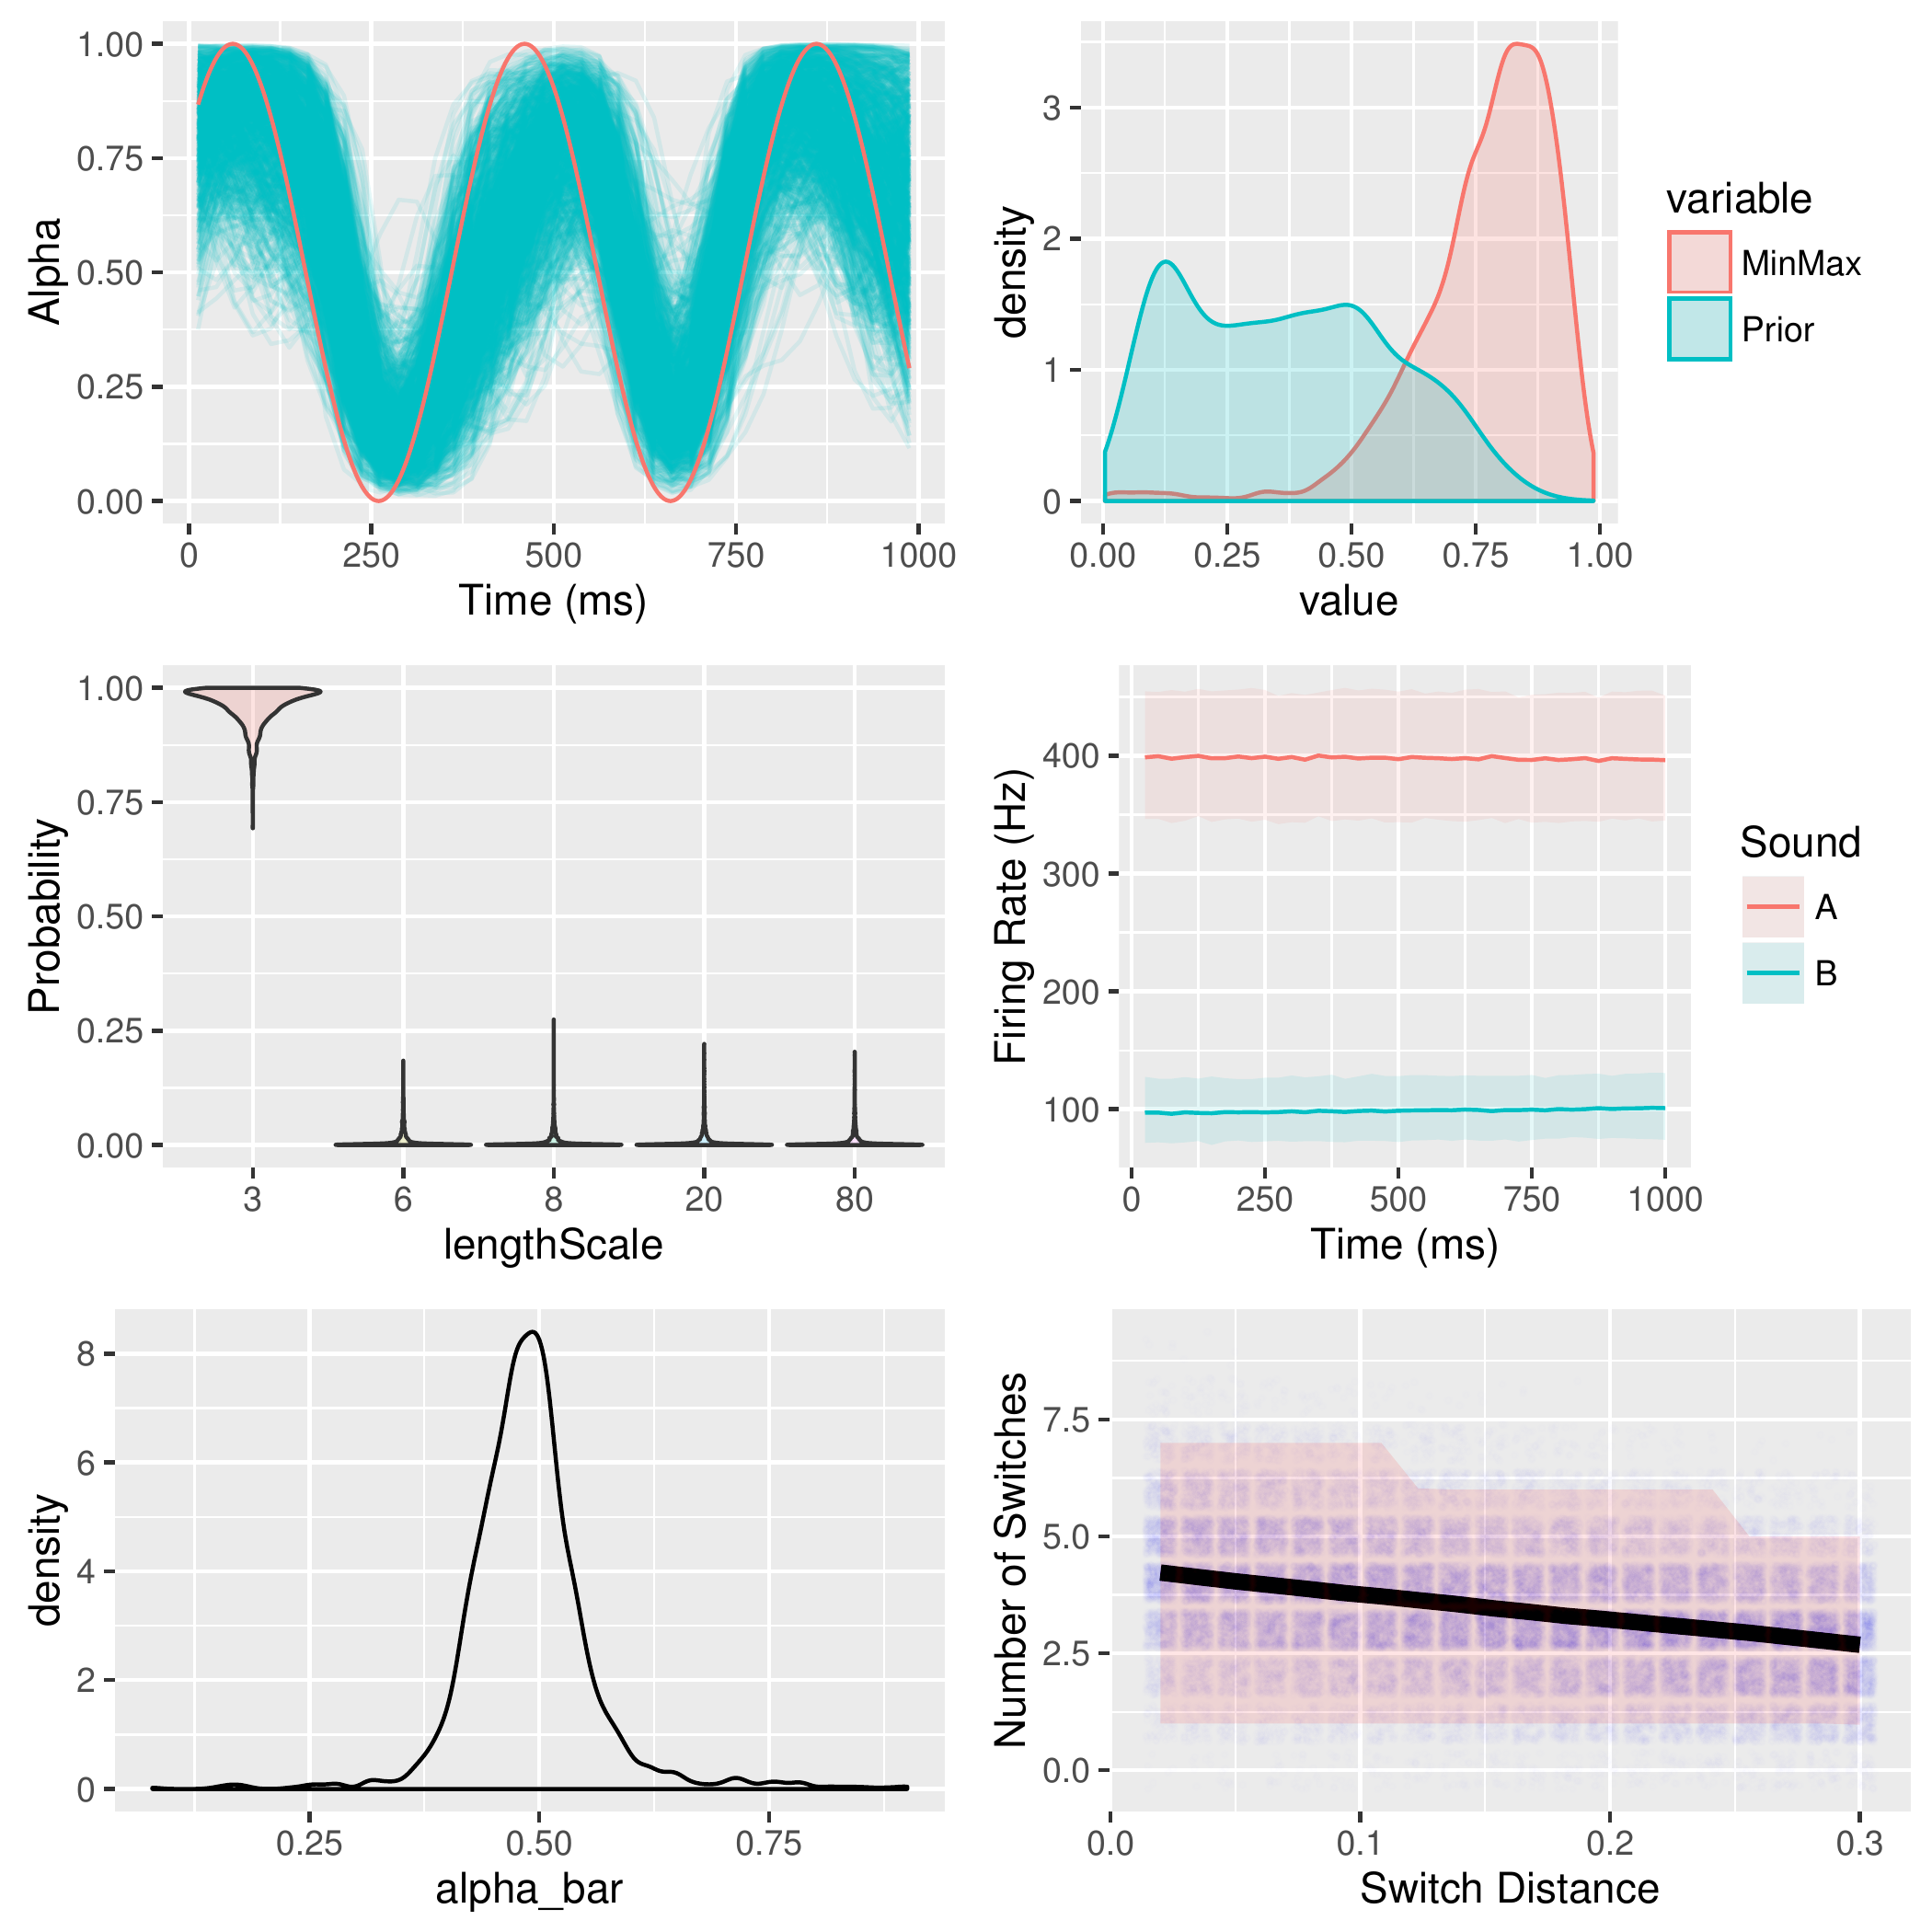 1.00
0.75
0.50
0.25
0.00
Alpha
0 250 500 750 1000
Time (ms)
3
2
1
0
density
0.00 0.25 0.50 0.75 1.00
value
variable
MinMax
Prior
1.00
0.75
0.50
0.25
0.00
Probability
3 6 8 20 80
lengthScale
400
300
200
100
Firing Rate (Hz)
0 250 500 750 1000
Time (ms)
Sound
A
B
8
6
4
2
0
density
0.25 0.50 0.75
alpha_bar
7.5
5.0
2.5
0.0
Number of Switches
0.0 0.1 0.2 0.3
Switch Distance